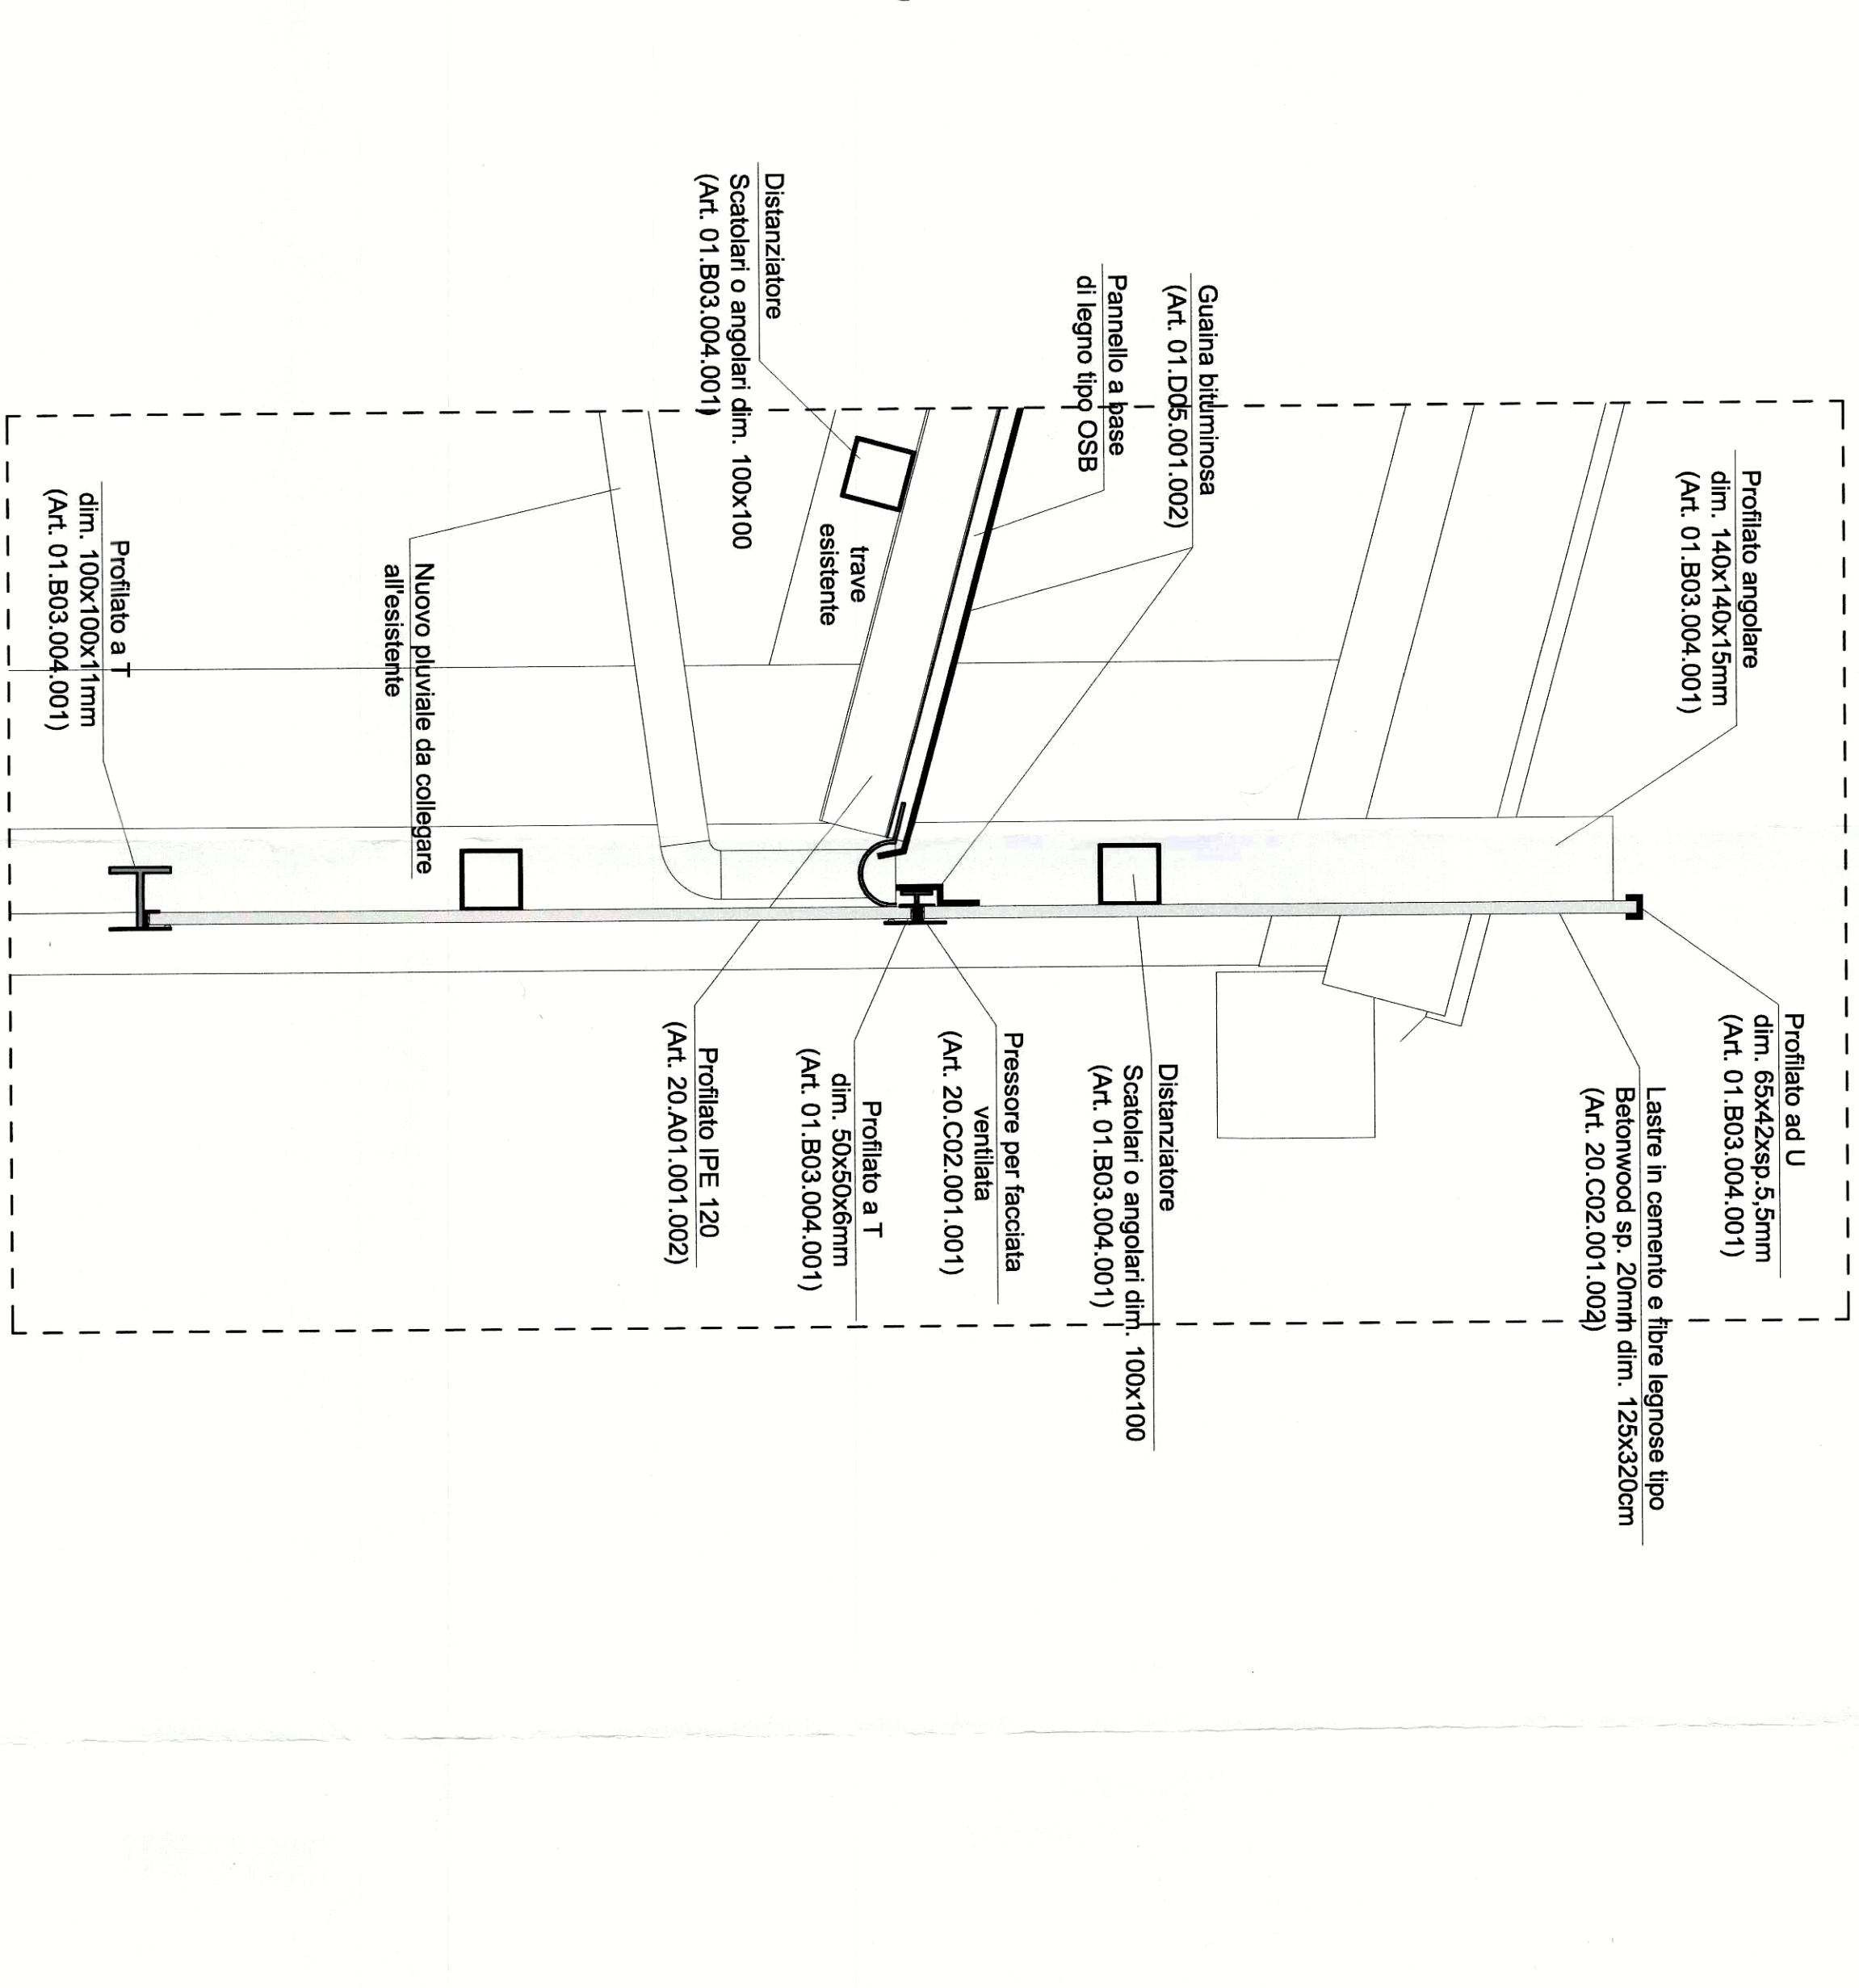 Profilato ad U
dim. 65x42xsp.5,5mm
(Art. 01.B03.004.001)
Profilato angolare
dim. 140x140x15mm
(Art. 01.B03.004.001)
Lastre in cemento e fibre legnose tipo
Betonwood sp. 20mm dim. 125x320cm
(Art. 20.C02.001.002)
Guaina bituminosa
(Art. 01.D05.001.002)
Pannello a base
di legno tipo OSB
Distanziatore
Scatolari o angolari dim. 100x100
(Art. 01.B03.004.001)
Pressore per facciata
ventilata
(Art. 20.C02.001.001)
Profilato a T
dim. 50x50x6mm
(Art. 01.B03.004.001)
trave
esistente
Distanziatore
Scatolari o angolari dim. 100x100
(Art. 01.B03.004.001)
Profilato IPE 120
(Art. 20.A01.001.002)
Nuovo pluviale da collegare
all'esistente
Profilato a T
dim. 100x100x11mm
(Art. 01.B03.004.001)